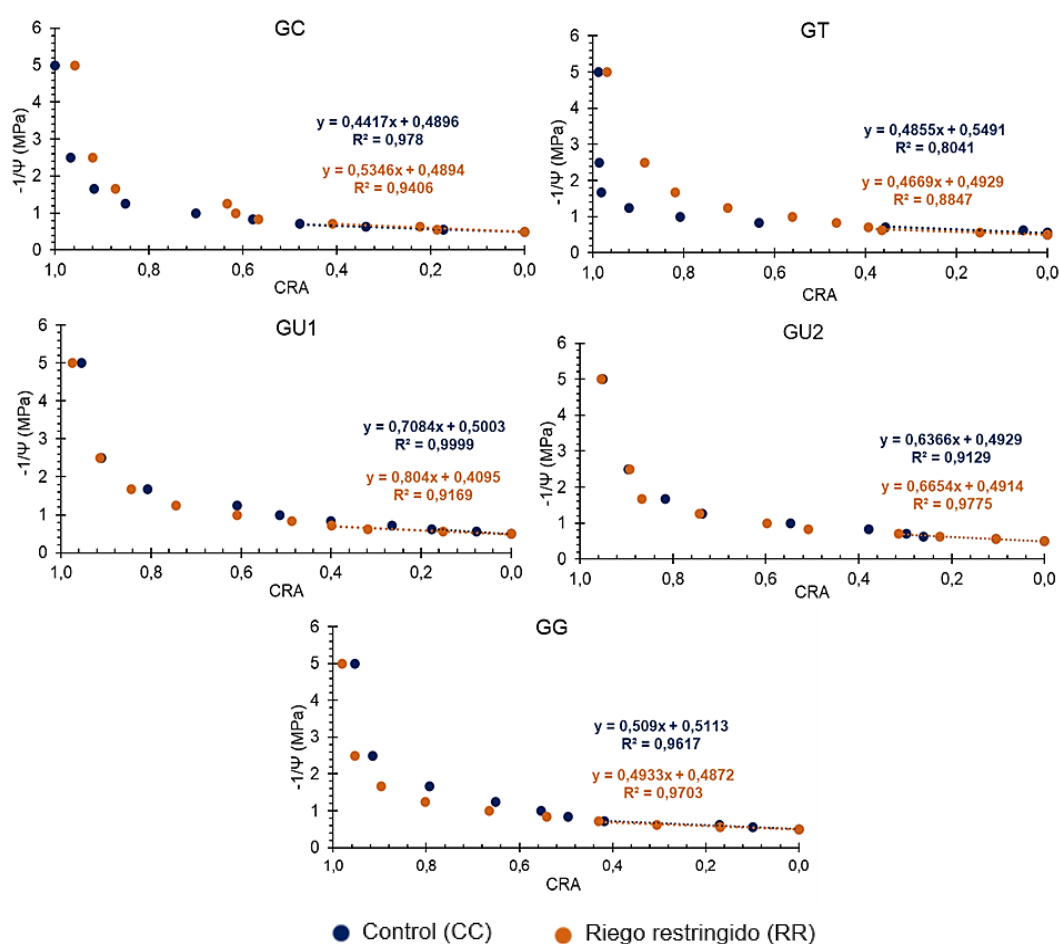 GC
6
5
4
3
2
1
0
-1/Ψ (MPa)
y = 0,4417x + 0,4896
R² = 0,978
y = 0,5346x + 0,4894
R² = 0,9406
1,0 0,8 0,6 0,4 0,2 0,0
CRA
GT
6
5
4
3
2
1
0
-1/Ψ (MPa)
y = 0,4855x + 0,5491
R² = 0,8041
y = 0,4669x + 0,4929
R² = 0,8847
1,0 0,8 0,6 0,4 0,2 0,0
CRA
GU1
6
5
4
3
2
1
0
-1/Ψ (MPa)
y = 0,7084x + 0,5003
R² = 0,9999
y = 0,804x + 0,4095
R² = 0,9169
1,0 0,8 0,6 0,4 0,2 0,0
CRA
GU2
6
5
4
3
2
1
0
-1/Ψ (MPa)
y = 0,6366x + 0,4929
R² = 0,9129
y = 0,6654x + 0,4914
R² = 0,9775
1,0 0,8 0,6 0,4 0,2 0,0
CRA
GG
6
5
4
3
2
1
0
-1/Ψ (MPa)
y = 0,509x + 0,5113
R² = 0,9617
y = 0,4933x + 0,4872
R² = 0,9703
1,0 0,8 0,6 0,4 0,2 0,0
CRA
Control (CC) Riego restringido (RR)